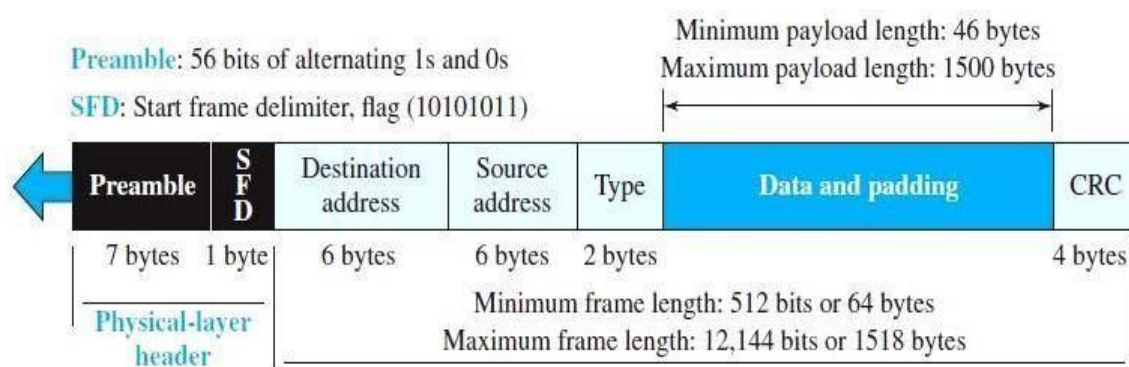 Minimum payload length: 46 bytes
Preamble: 56 bits of alternating 1s and 0s
Maximum payload length: 1500 bytes
SFD: Start frame delimiter, flag (10101011)
Preamble
SFD
Destination
address
Source
address
Type
Data and padding
CRC
7 bytes
1 byte
6 bytes
6 bytes
2 bytes
4 bytes
Physical-layer
header
Minimum frame length: 512 bits or 64 bytes
Maximum frame length: 12,144 bits or 1518 bytes